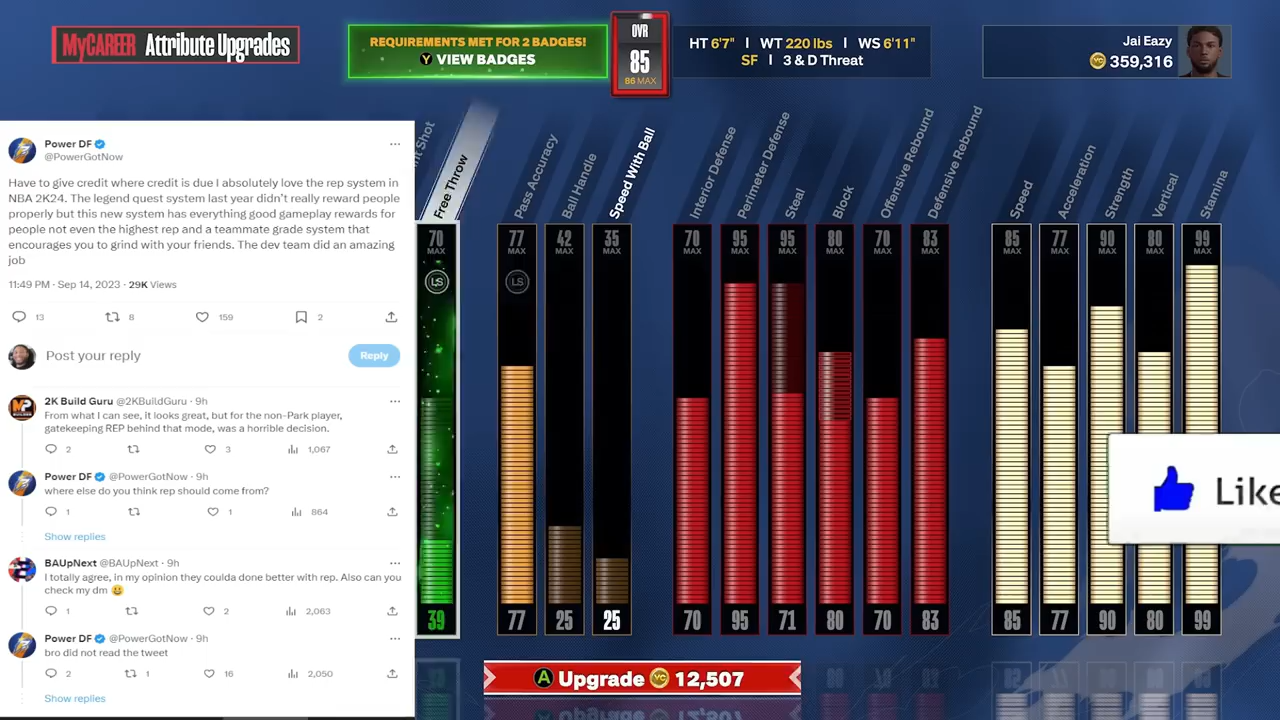 MyCAREER Attribute Upgrades
REQUIREMENTS MET FOR 2 BADGES!
Y VIEW BADGES
OVR
85
86 MAX
HT 6'7" | WT 220 lbs | WS 6'11"
SF | 3 & D Threat
Jai Eazy
VC 359,316
Power DF
@PowerGotNow
Have to give credit where credit is due I absolutely love the rep system in
NBA 2K24. The legend quest system last year didn't really reward people
properly but this new system has everything good gameplay rewards for
people not even the highest rep and a teammate grade system that
encourages you to grind with your friends. The dev team did an amazing
job
11:49 PM · Sep 14, 2023 · 29K Views
13 8 159 2
Post your reply
Reply
2K Build Guru @2KBuildGuru · 9h
From what I can see, it looks great, but for the non-Park player,
gatekeeping REP behind that mode, was a horrible decision.
2 3 1,067
Power DF @PowerGotNow · 9h
where else do you think rep should come from?
1 1 864
Show replies
BAUpNext @BAUpNext · 9h
I totally agree, in my opinion they coulda done better with rep. Also can you
check my dm
1 2 2,063
Power DF @PowerGotNow · 9h
bro did not read the tweet
2 1 16 2,050
Show replies
Shot
Free Throw
Pass Accuracy
Ball Handle
Speed With Ball
Interior Defense
Perimeter Defense
Steal
Block
Offensive Rebound
Defensive Rebound
Speed
Acceleration
Strength
Vertical
Stamina
70 77 42 35 70 95 95 80 70 83 85 77 90 80 99
MAX MAX MAX MAX MAX MAX MAX MAX MAX MAX MAX MAX MAX MAX MAX
LS LS
39 77 25 25 70 95 71 80 70 83 85 77 90 80 99
Like
A Upgrade VC 12,507